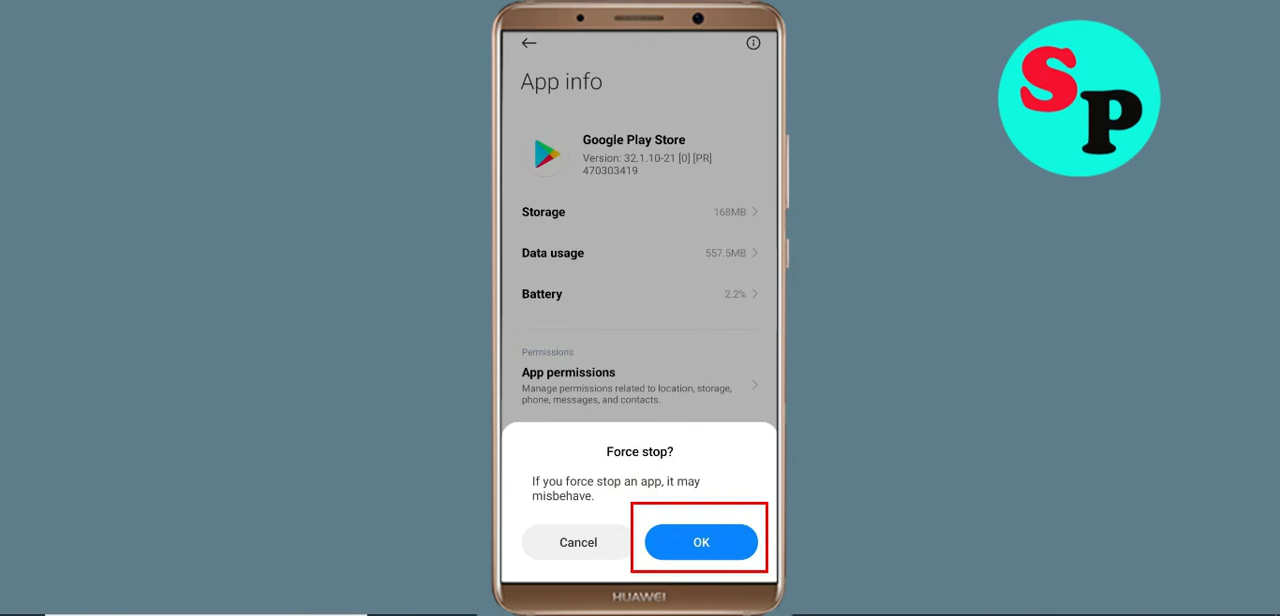 App info
Google Play Store
Version: 32.1.10-21 [0] [PR]
470303419
Storage 168MB
Data usage 557.5MB
Battery 2.2%
Permissions
App permissions
Manage permissions related to location, storage,
phone, messages, and contacts.
Force stop?
If you force stop an app, it may
misbehave.
Cancel OK
HUAWEI
SP